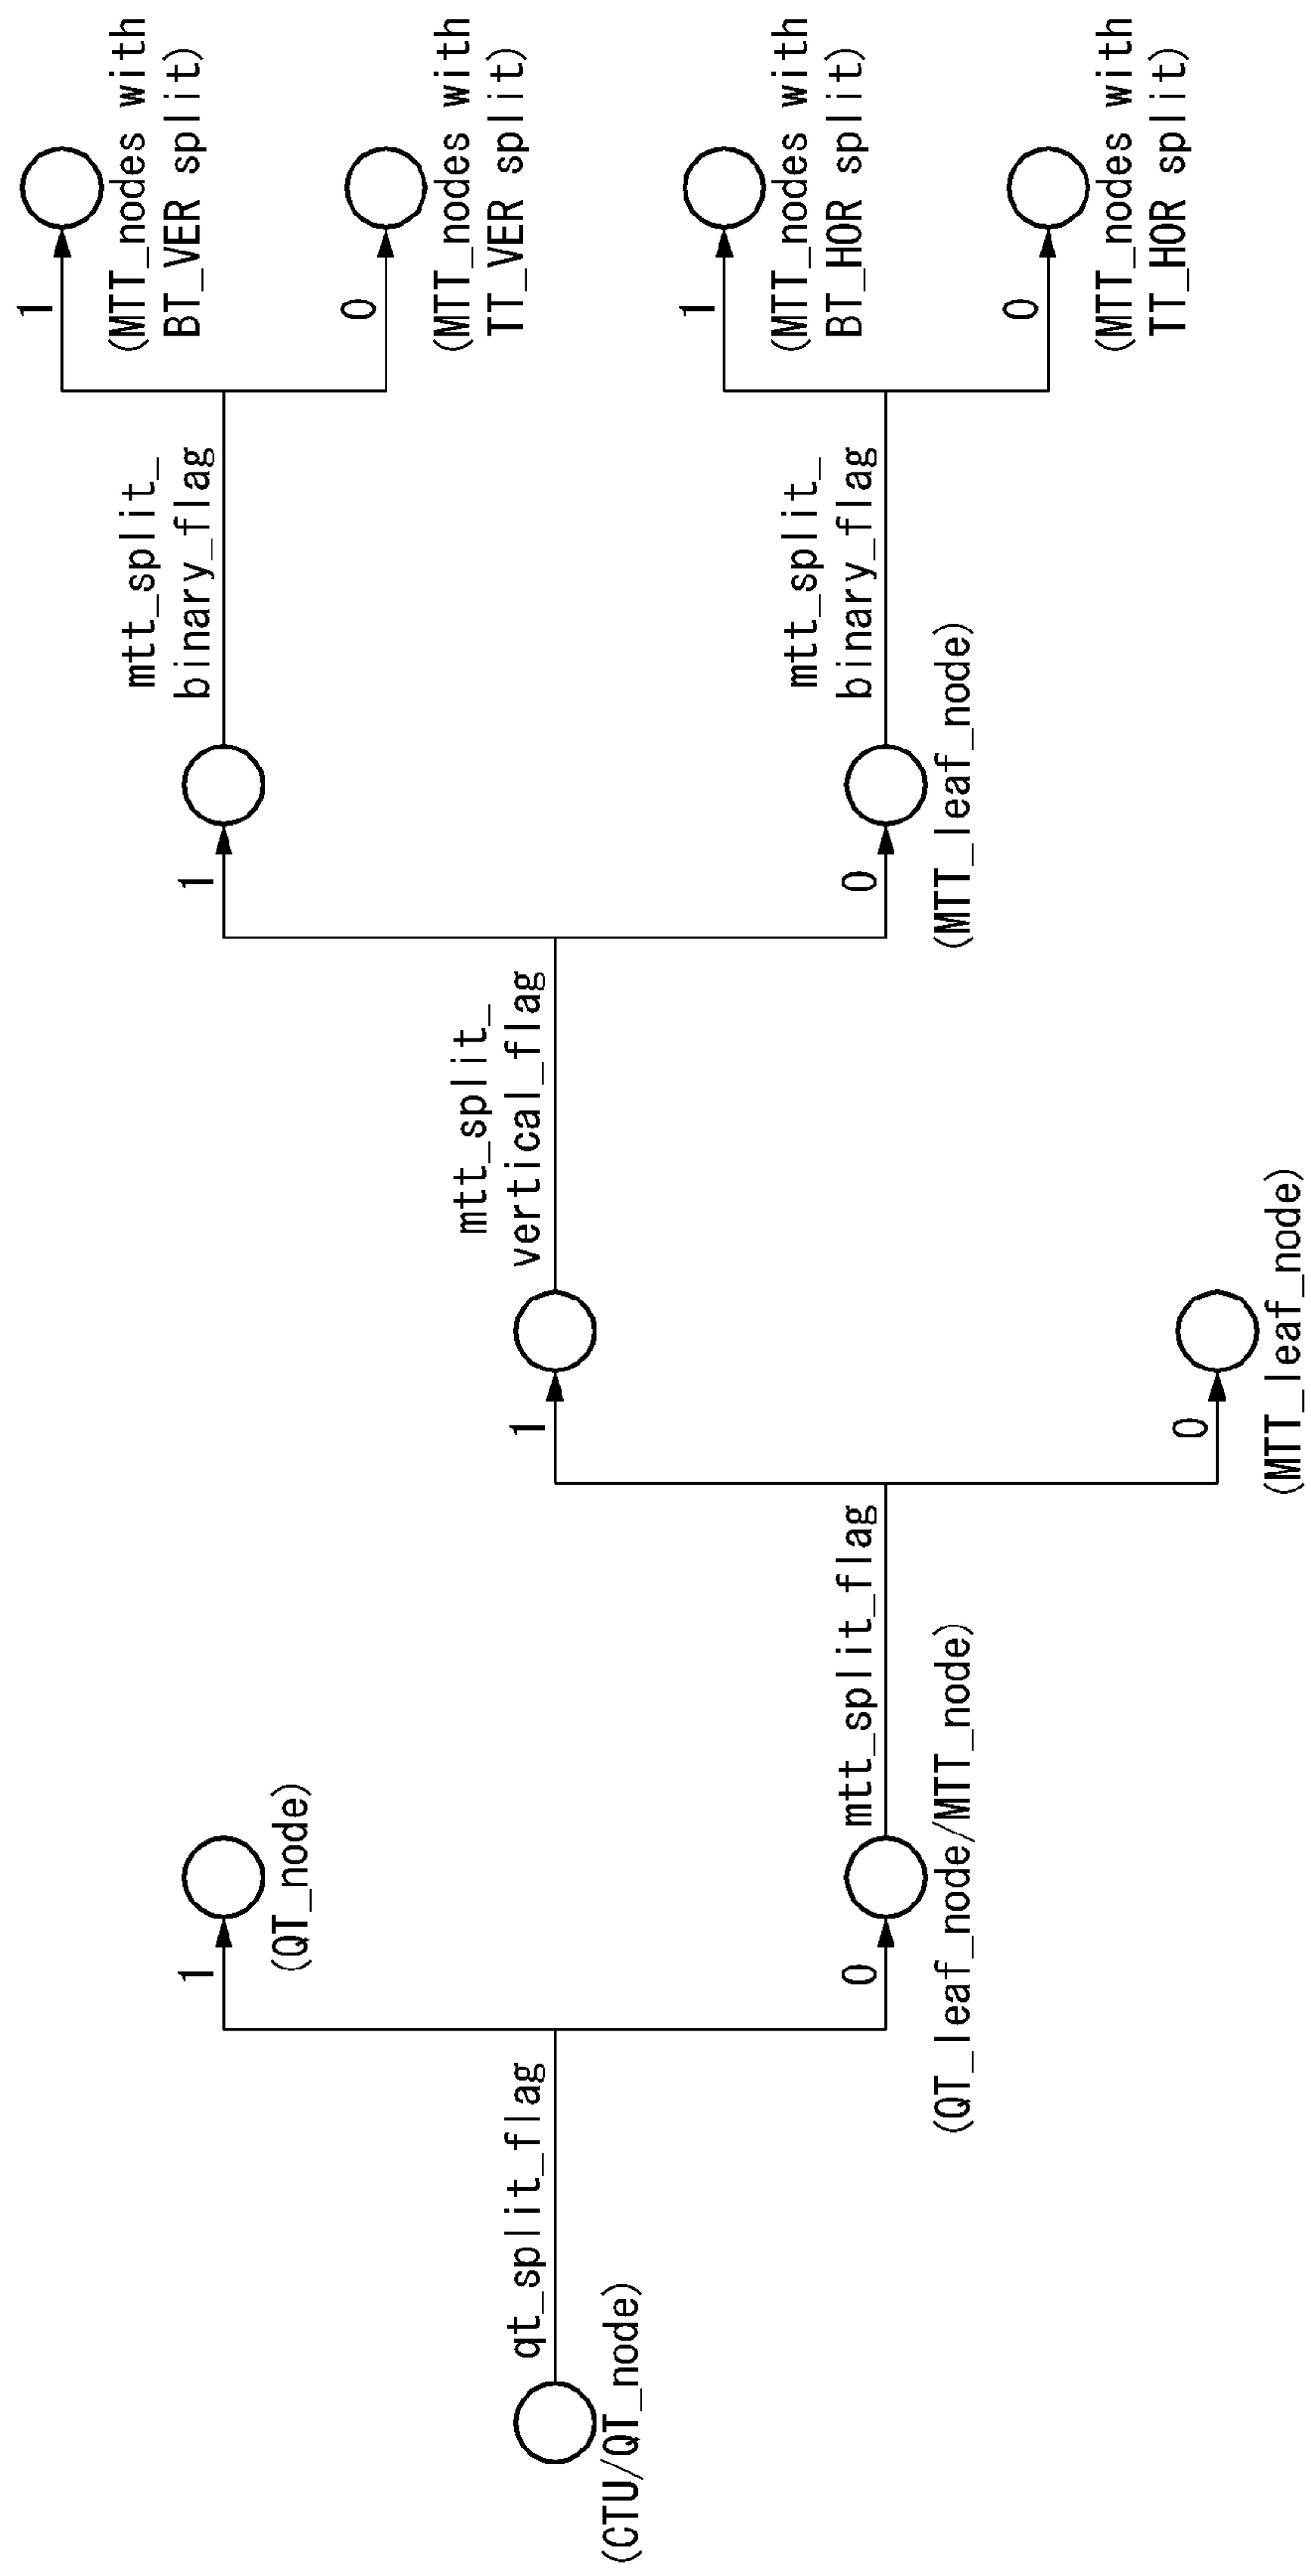 (CTU/QT_node)
qt_split_flag
1
(QT_node)
0
(QT_leaf_node/MTT_node)
mtt_split_flag
1
0
(MTT_leaf_node)
mtt_split_
vertical_flag
1
0
(MTT_leaf_node)
mtt_split_
binary_flag
1
(MTT_nodes with
BT_VER split)
0
(MTT_nodes with
TT_VER split)
mtt_split_
binary_flag
1
(MTT_nodes with
BT_HOR split)
0
(MTT_nodes with
TT_HOR split)